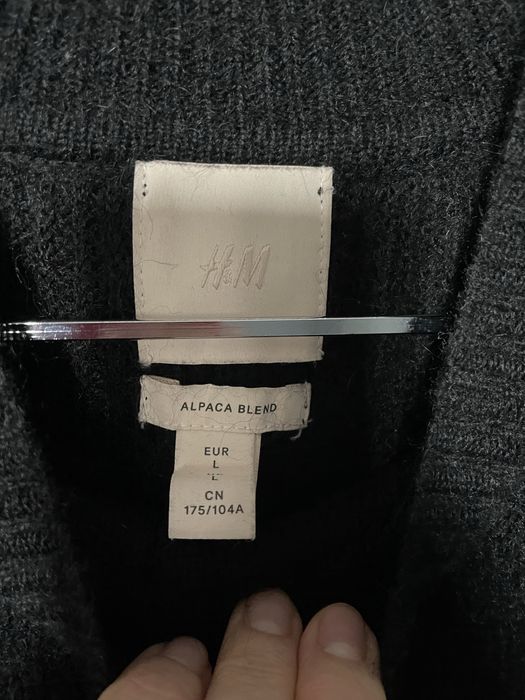 H&M
ALPACA BLEND
EUR
L
"L"
CN
175/104A